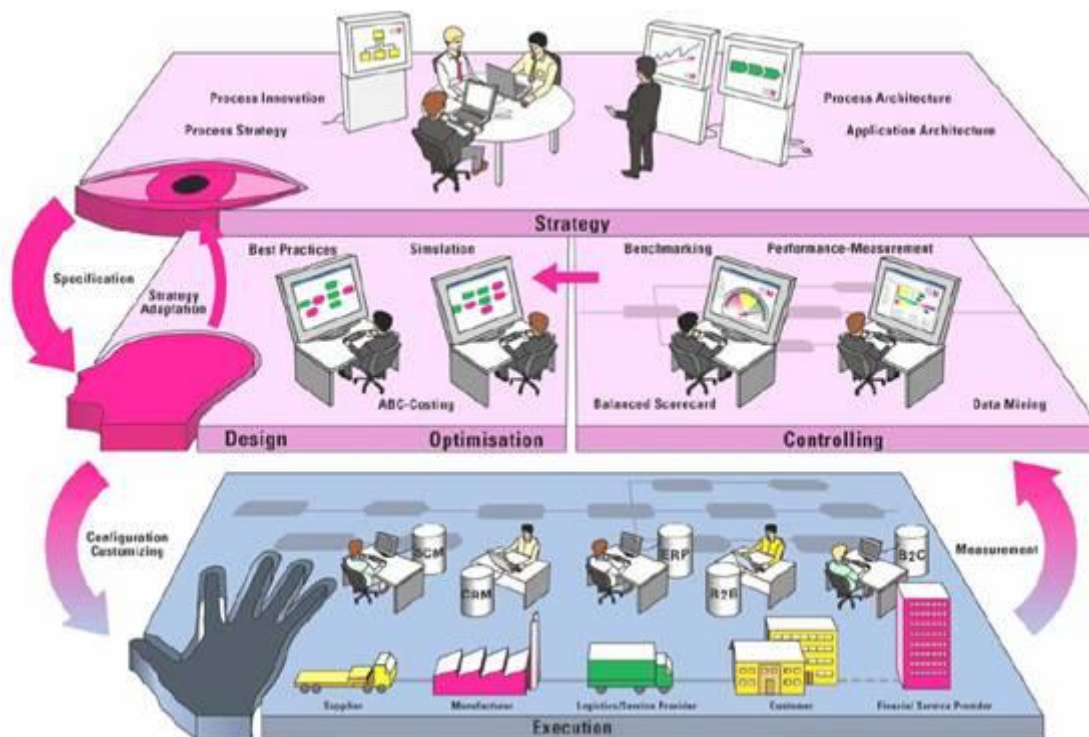 Process Innovation
Process Strategy
Process Architecture
Application Architecture
Strategy
Specification
Strategy
Adaptation
Best Practices
Simulation
Benchmarking
Performance-Measurement
ABC-Costing
Balanced Scorecard
Data Mining
Design
Optimisation
Controlling
Configuration
Customizing
Measurement
SCM
CRM
ERP
B2B
B2C
Supplier
Manufacturer
Logistics/Service Provider
Customer
Financial Service Provider
Execution